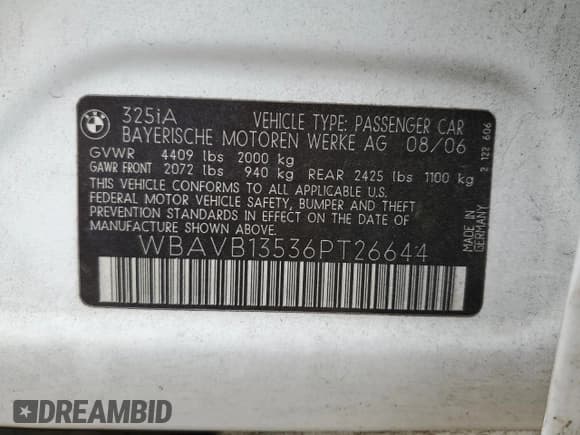 BMW
325iA VEHICLE TYPE: PASSENGER CAR
BAYERISCHE MOTOREN WERKE AG 08/06
GVWR 4409 lbs 2000 kg
GAWR FRONT 2072 lbs 940 kg REAR 2425 lbs 1100 kg
THIS VEHICLE CONFORMS TO ALL APPLICABLE U.S.
FEDERAL MOTOR VEHICLE SAFETY, BUMPER AND THEFT
PREVENTION STANDARDS IN EFFECT ON THE DATE OF
MANUFACTURE SHOWN ABOVE.
WBAVB13536PT26644
2 122 606
MADE IN
GERMANY
DREAMBID